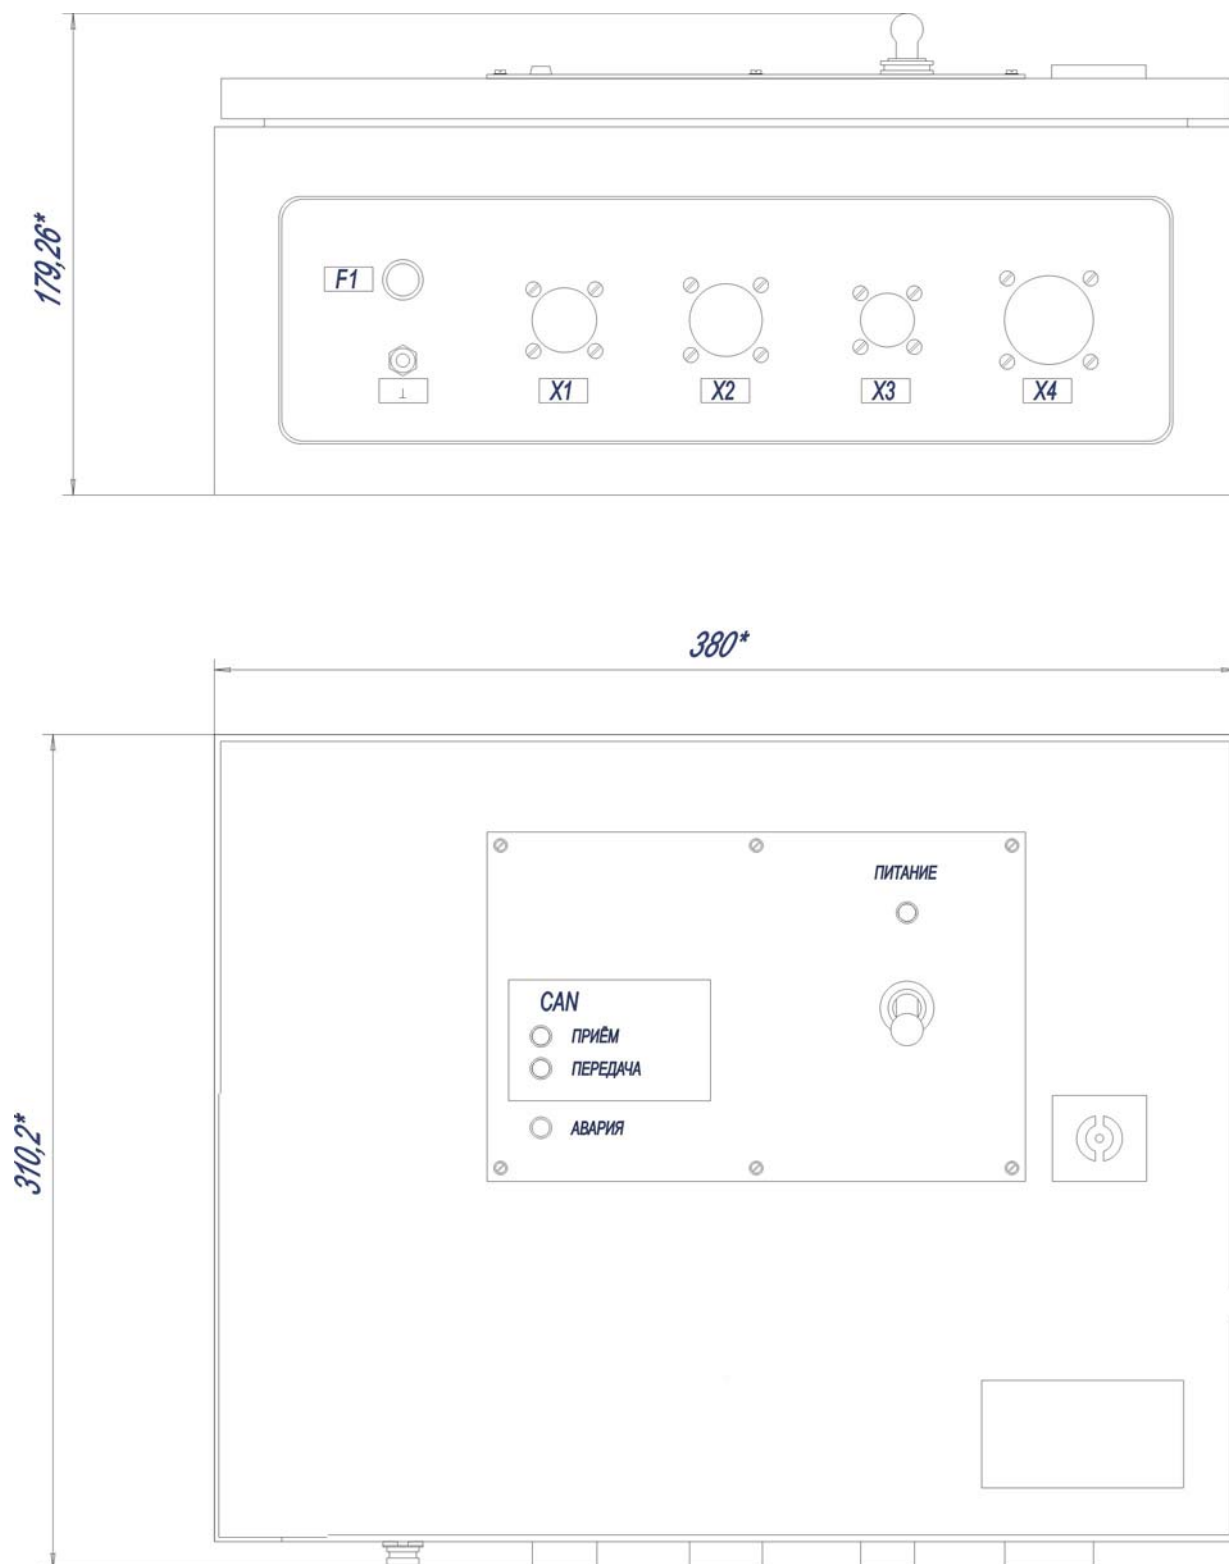 179,26*
F1
⊥
X1
X2
X3
X4
380*
310,2*
ПИТАНИЕ
CAN
ПРИЁМ
ПЕРЕДАЧА
АВАРИЯ